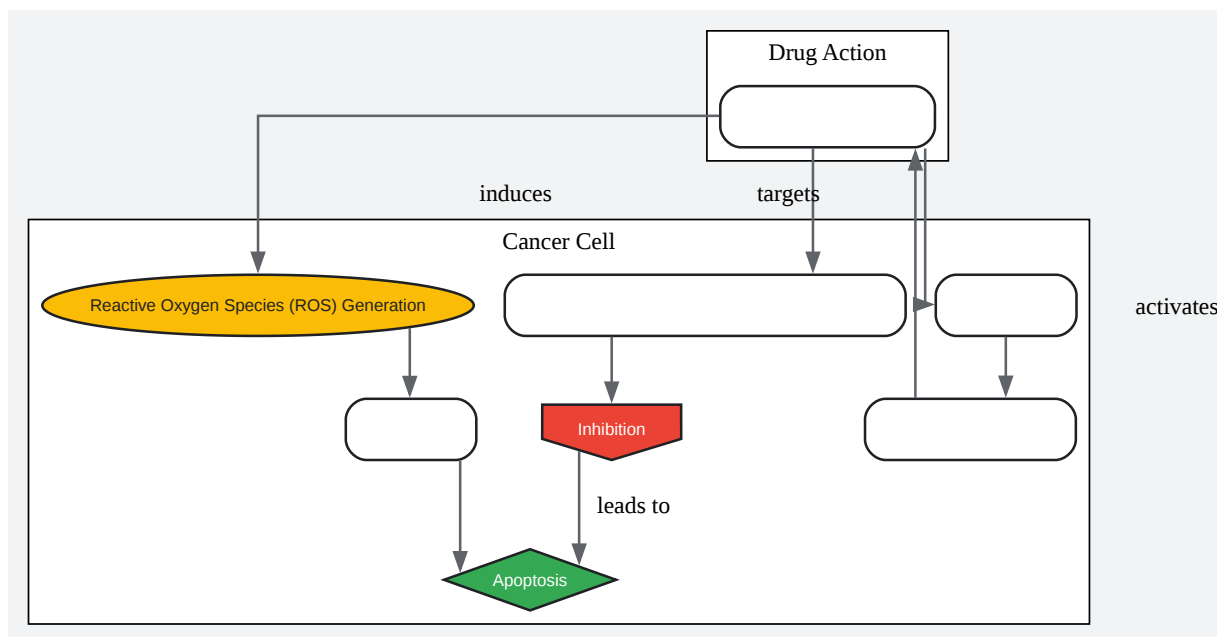 Drug Action
induces
targets
Cancer Cell
Reactive Oxygen Species (ROS) Generation
activates
Inhibition
leads to
Apoptosis